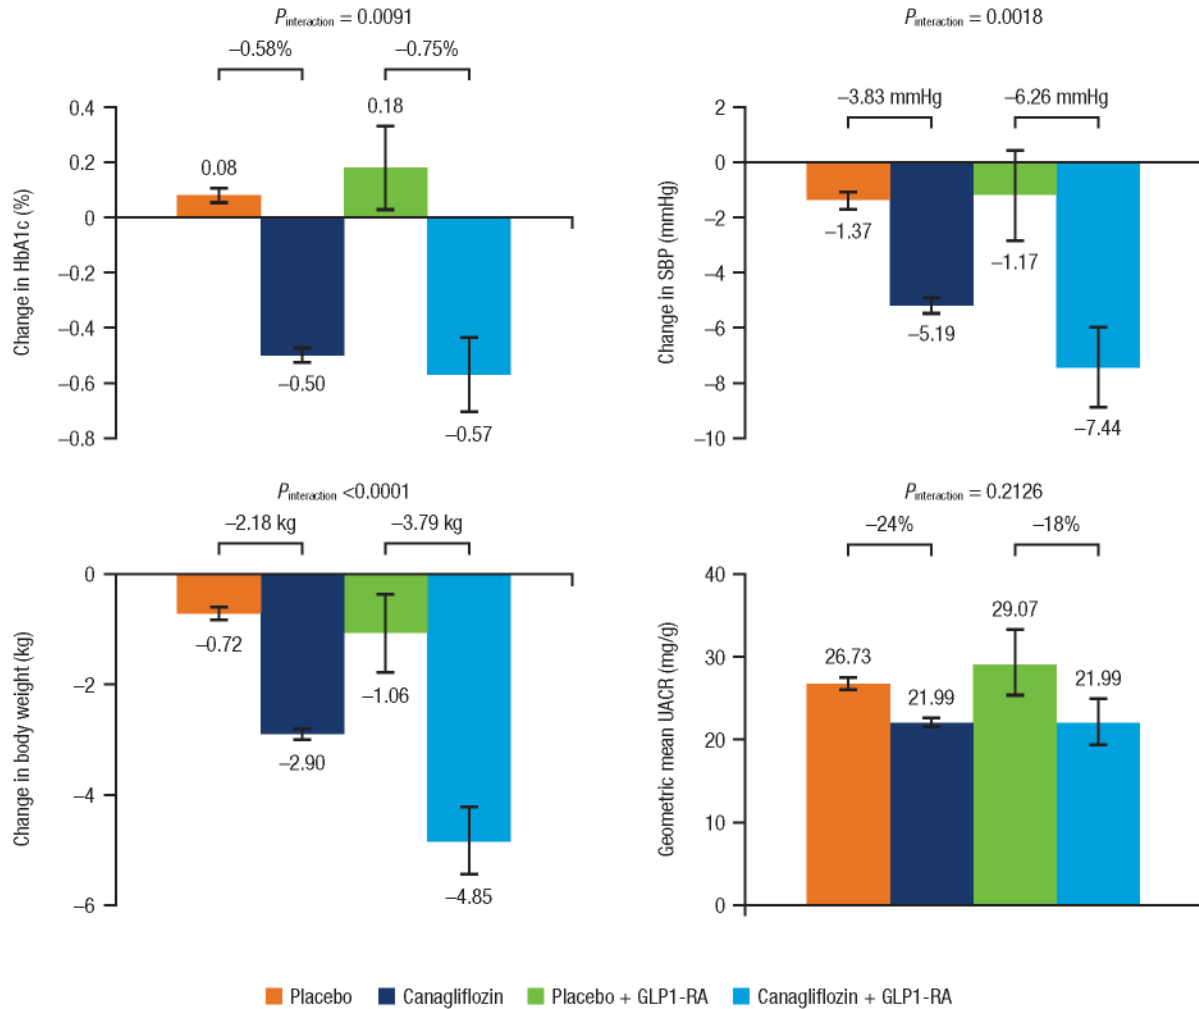 Pinteraction = 0.0091
–0.58%
–0.75%
Change in HbA1c (%)
0.4
0.2
0
–0.2
–0.4
–0.6
–0.8
0.08
–0.50
0.18
–0.57
Pinteraction = 0.0018
–3.83 mmHg
–6.26 mmHg
Change in SBP (mmHg)
2
0
–2
–4
–6
–8
–10
–1.37
–5.19
–1.17
–7.44
Pinteraction <0.0001
–2.18 kg
–3.79 kg
Change in body weight (kg)
0
–2
–4
–6
–0.72
–2.90
–1.06
–4.85
Pinteraction = 0.2126
–24%
–18%
Geometric mean UACR (mg/g)
40
30
20
10
0
26.73
21.99
29.07
21.99
Placebo
Canagliflozin
Placebo + GLP1-RA
Canagliflozin + GLP1-RA